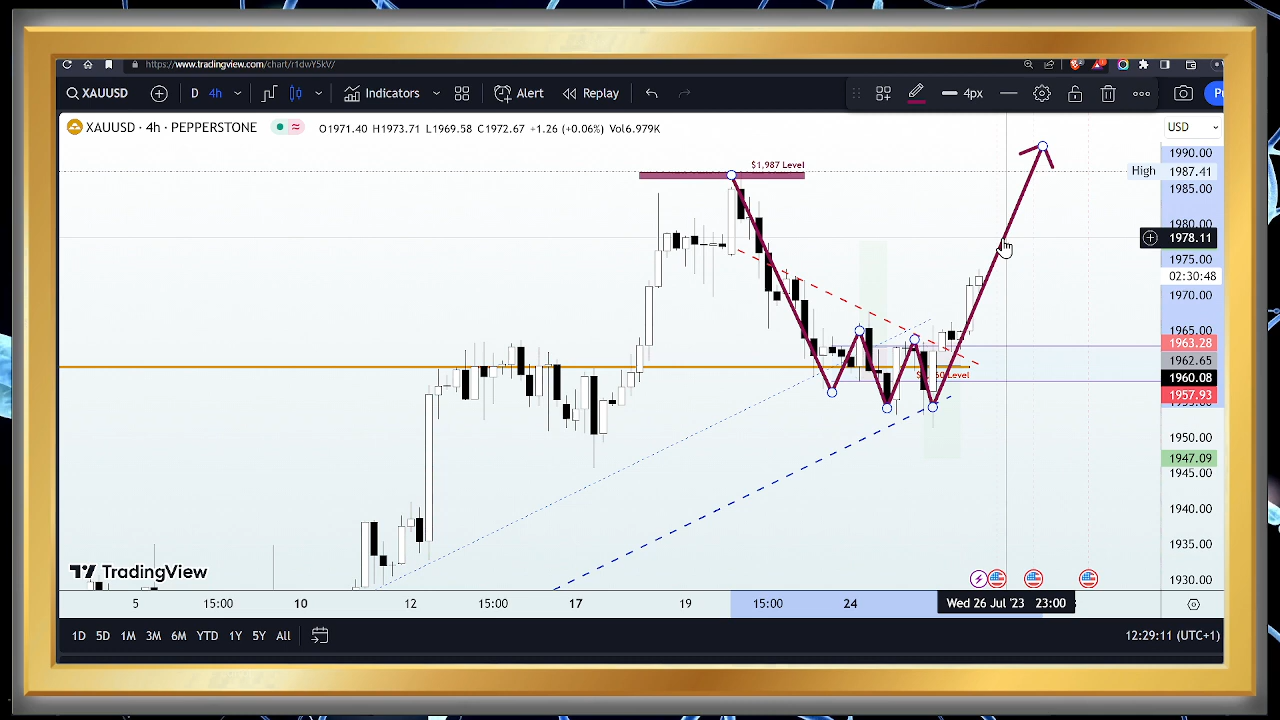 https://www.tradingview.com/chart/r1dwY5kV/
XAUUSD D 4h Indicators Alert Replay 4px
XAUUSD · 4h · PEPPERSTONE O1971.40 H1973.71 L1969.58 C1972.67 +1.26 (+0.06%) Vol6.979K USD
1990.00
$1,987 Level
High 1987.41
1985.00
1980.00
1978.11
1975.00
02:30:48
1970.00
1965.00
1963.28
1962.65
1960.08
1957.93
1950.00
1947.09
1945.00
1940.00
1935.00
TradingView
1930.00
5 15:00 10 12 15:00 17 19 15:00 24 Wed 26 Jul '23 23:00
1D 5D 1M 3M 6M YTD 1Y 5Y All 12:29:11 (UTC+1)